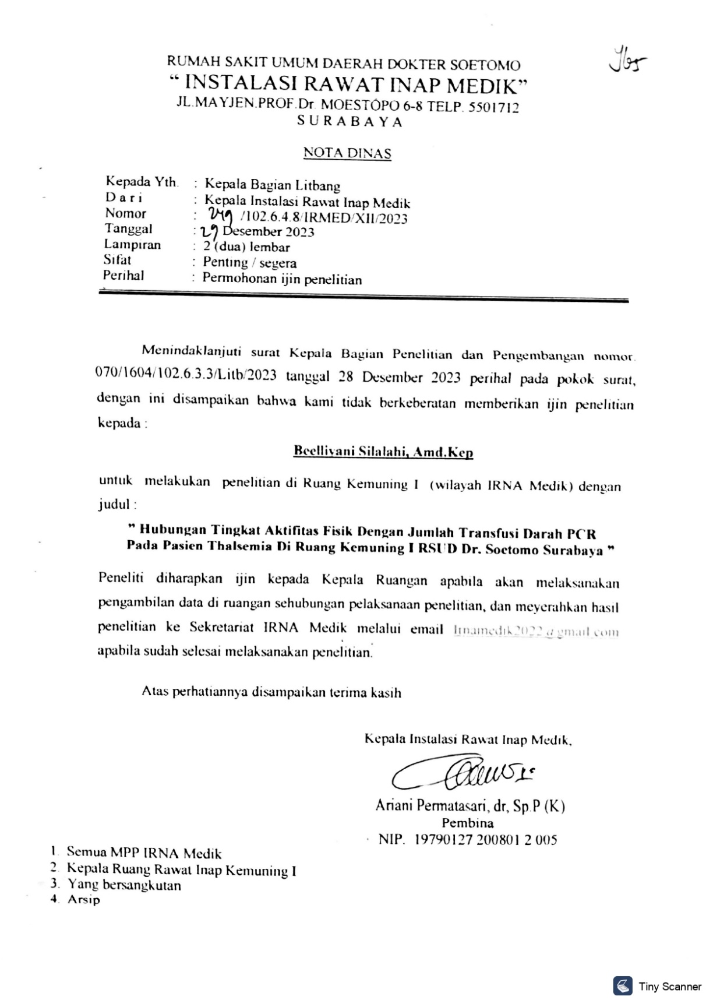 RUMAH SAKIT UMUM DAERAH DOKTER SOETOMO
“ INSTALASI RAWAT INAP MEDIK”
JL.MAYJEN.PROF.Dr. MOESTOPO 6-8 TELP. 5501712
S U R A B A Y A
NOTA DINAS
Kepada Yth. : Kepala Bagian Litbang
D a r i : Kepala Instalasi Rawat Inap Medik
Nomor : /102.6.4.8/IRMED/XII/2023
Tanggal : 29 Desember 2023
Lampiran : 2 (dua) lembar
Sifat : Penting / segera
Perihal : Permohonan ijin penelitian
Menindaklanjuti surat Kepala Bagian Penelitian dan Pengembangan nomor.
070/1604/102.6.3.3/Litb/2023 tanggal 28 Desember 2023 perihal pada pokok surat,
dengan ini disampaikan bahwa kami tidak berkeberatan memberikan ijin penelitian
kepada :
Beelliyani Silalahi, Amd.Kep
untuk melakukan penelitian di Ruang Kemuning I (wilayah IRNA Medik) dengan
judul :
” Hubungan Tingkat Aktifitas Fisik Dengan Jumlah Transfusi Darah PCR
Pada Pasien Thalsemia Di Ruang Kemuning I RSUD Dr. Soetomo Surabaya ”
Peneliti diharapkan ijin kepada Kepala Ruangan apabila akan melaksanakan
pengambilan data di ruangan sehubungan pelaksanaan penelitian, dan meyerahkan hasil
penelitian ke Sekretariat IRNA Medik melalui email Irnamedik2022@gmail.com
apabila sudah selesai melaksanakan penelitian.
Atas perhatiannya disampaikan terima kasih
Kepala Instalasi Rawat Inap Medik,
Ariani Permatasari, dr, Sp.P (K)
Pembina
NIP. 19790127 200801 2 005
1. Semua MPP IRNA Medik
2. Kepala Ruang Rawat Inap Kemuning I
3. Yang bersangkutan
4. Arsip
Tiny Scanner